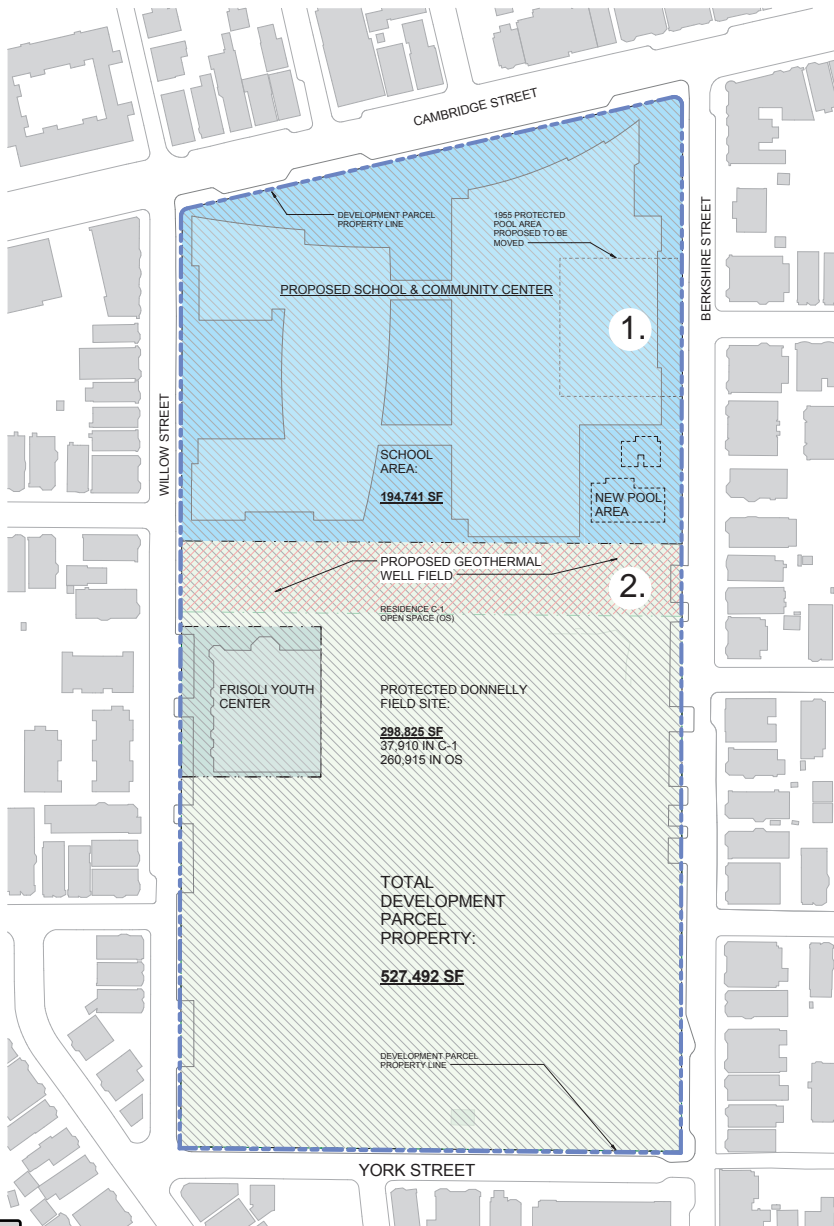 CAMBRIDGE STREET
DEVELOPMENT PARCEL
PROPERTY LINE
1955 PROTECTED
POOL AREA
PROPOSED TO BE
MOVED
BERKSHIRE STREET
PROPOSED SCHOOL & COMMUNITY CENTER
1.
WILLOW STREET
SCHOOL
AREA:
194,741 SF
NEW POOL
AREA
PROPOSED GEOTHERMAL
WELL FIELD
2.
RESIDENCE C-1
OPEN SPACE (OS)
FRISOLI YOUTH
CENTER
PROTECTED DONNELLY
FIELD SITE:
298,825 SF
37,910 IN C-1
260,915 IN OS
TOTAL
DEVELOPMENT
PARCEL
PROPERTY:
527,492 SF
DEVELOPMENT PARCEL
PROPERTY LINE
YORK STREET